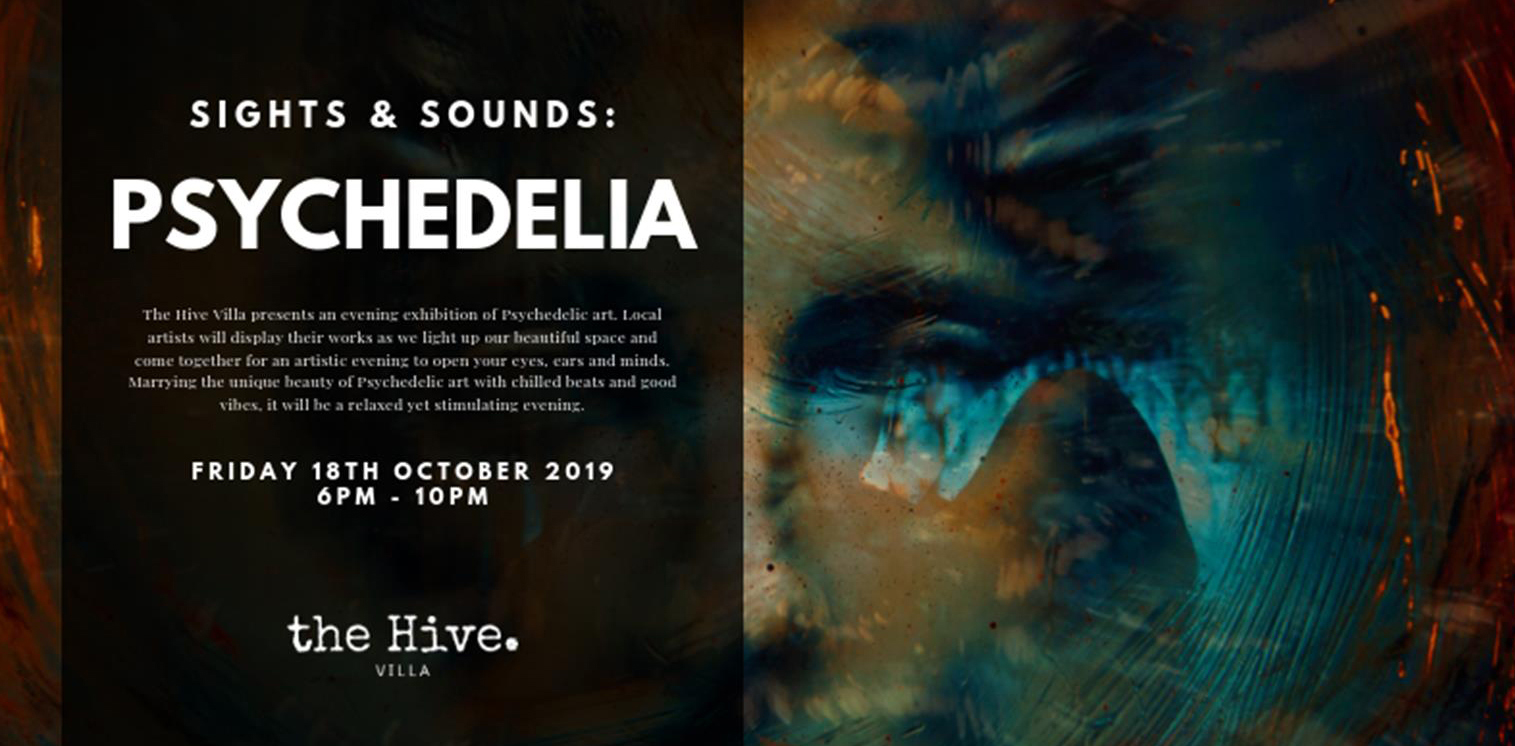 SIGHTS & SOUNDS:
PSYCHEDELIA
The Hive Villa presents an evening exhibition of Psychedelic art. Local
artists will display their works as we light up our beautiful space and
come together for an artistic evening to open your eyes, ears and minds.
Marrying the unique beauty of Psychedelic art with chilled beats and good
vibes, it will be a relaxed yet stimulating evening.
FRIDAY 18TH OCTOBER 2019
6PM - 10PM
the Hive.
VILLA